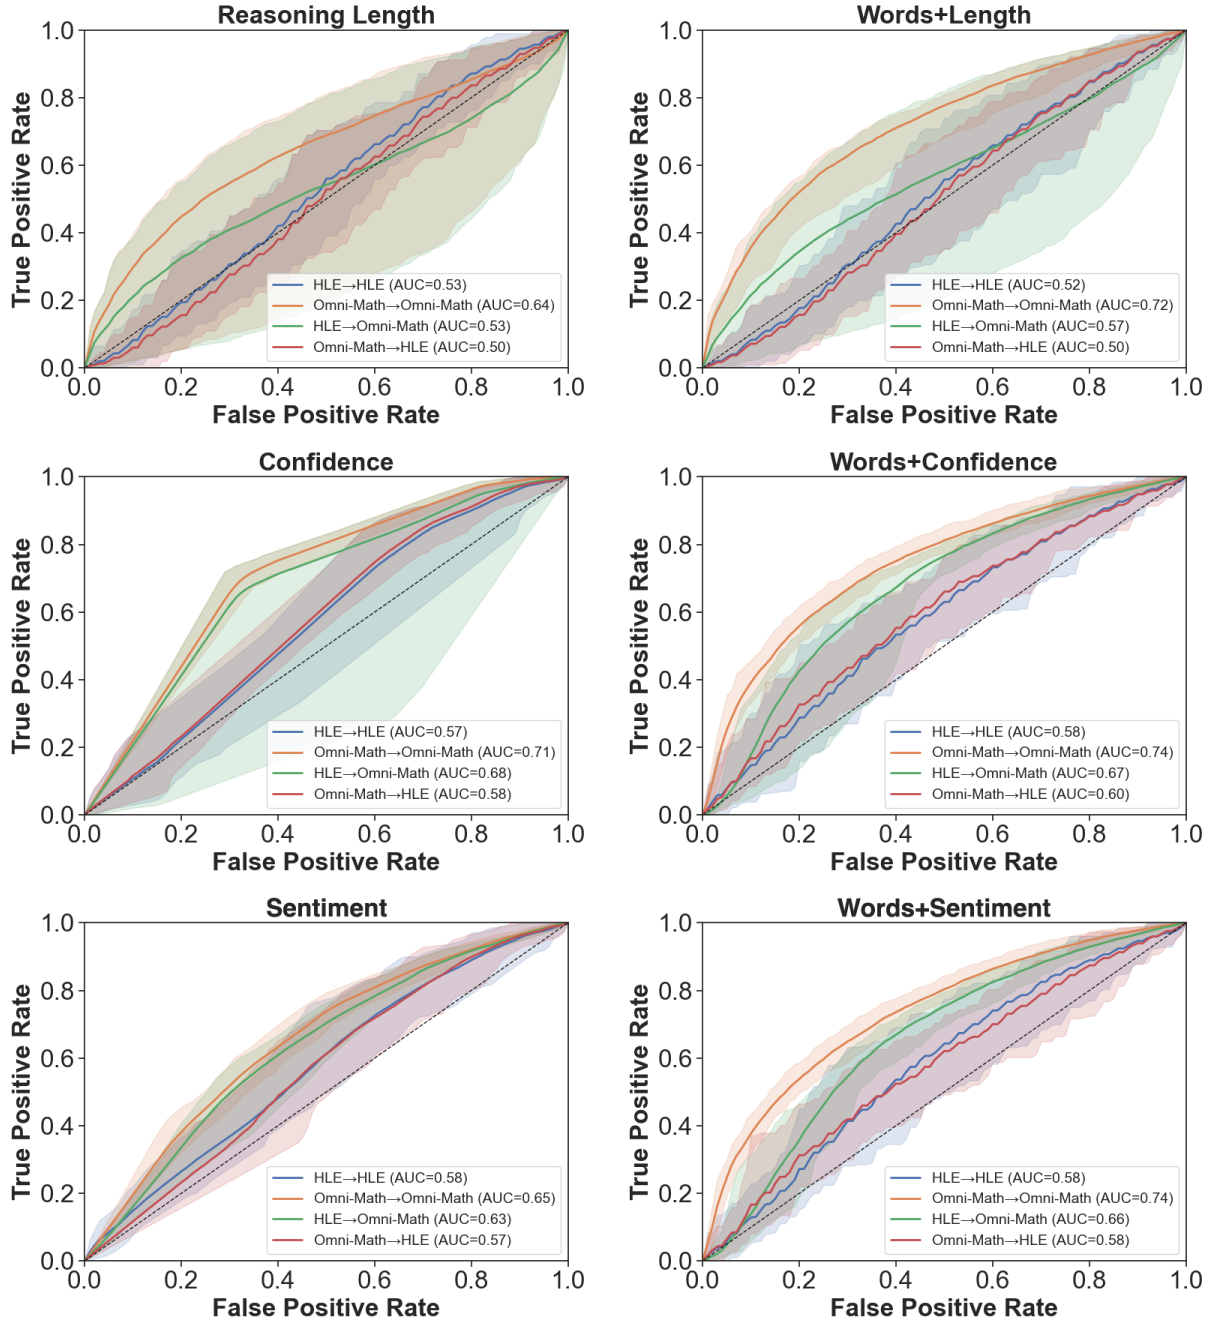 Reasoning Length
True Positive Rate
1.0
0.8
0.6
0.4
0.2
0.0
HLE→HLE (AUC=0.53)
Omni-Math→Omni-Math (AUC=0.64)
HLE→Omni-Math (AUC=0.53)
Omni-Math→HLE (AUC=0.50)
0.0 0.2 0.4 0.6 0.8 1.0
False Positive Rate
Words+Length
True Positive Rate
1.0
0.8
0.6
0.4
0.2
0.0
HLE→HLE (AUC=0.52)
Omni-Math→Omni-Math (AUC=0.72)
HLE→Omni-Math (AUC=0.57)
Omni-Math→HLE (AUC=0.50)
0.0 0.2 0.4 0.6 0.8 1.0
False Positive Rate
Confidence
True Positive Rate
1.0
0.8
0.6
0.4
0.2
0.0
HLE→HLE (AUC=0.57)
Omni-Math→Omni-Math (AUC=0.71)
HLE→Omni-Math (AUC=0.68)
Omni-Math→HLE (AUC=0.58)
0.0 0.2 0.4 0.6 0.8 1.0
False Positive Rate
Words+Confidence
True Positive Rate
1.0
0.8
0.6
0.4
0.2
0.0
HLE→HLE (AUC=0.58)
Omni-Math→Omni-Math (AUC=0.74)
HLE→Omni-Math (AUC=0.67)
Omni-Math→HLE (AUC=0.60)
0.0 0.2 0.4 0.6 0.8 1.0
False Positive Rate
Sentiment
True Positive Rate
1.0
0.8
0.6
0.4
0.2
0.0
HLE→HLE (AUC=0.58)
Omni-Math→Omni-Math (AUC=0.65)
HLE→Omni-Math (AUC=0.63)
Omni-Math→HLE (AUC=0.57)
0.0 0.2 0.4 0.6 0.8 1.0
False Positive Rate
Words+Sentiment
True Positive Rate
1.0
0.8
0.6
0.4
0.2
0.0
HLE→HLE (AUC=0.58)
Omni-Math→Omni-Math (AUC=0.74)
HLE→Omni-Math (AUC=0.66)
Omni-Math→HLE (AUC=0.58)
0.0 0.2 0.4 0.6 0.8 1.0
False Positive Rate